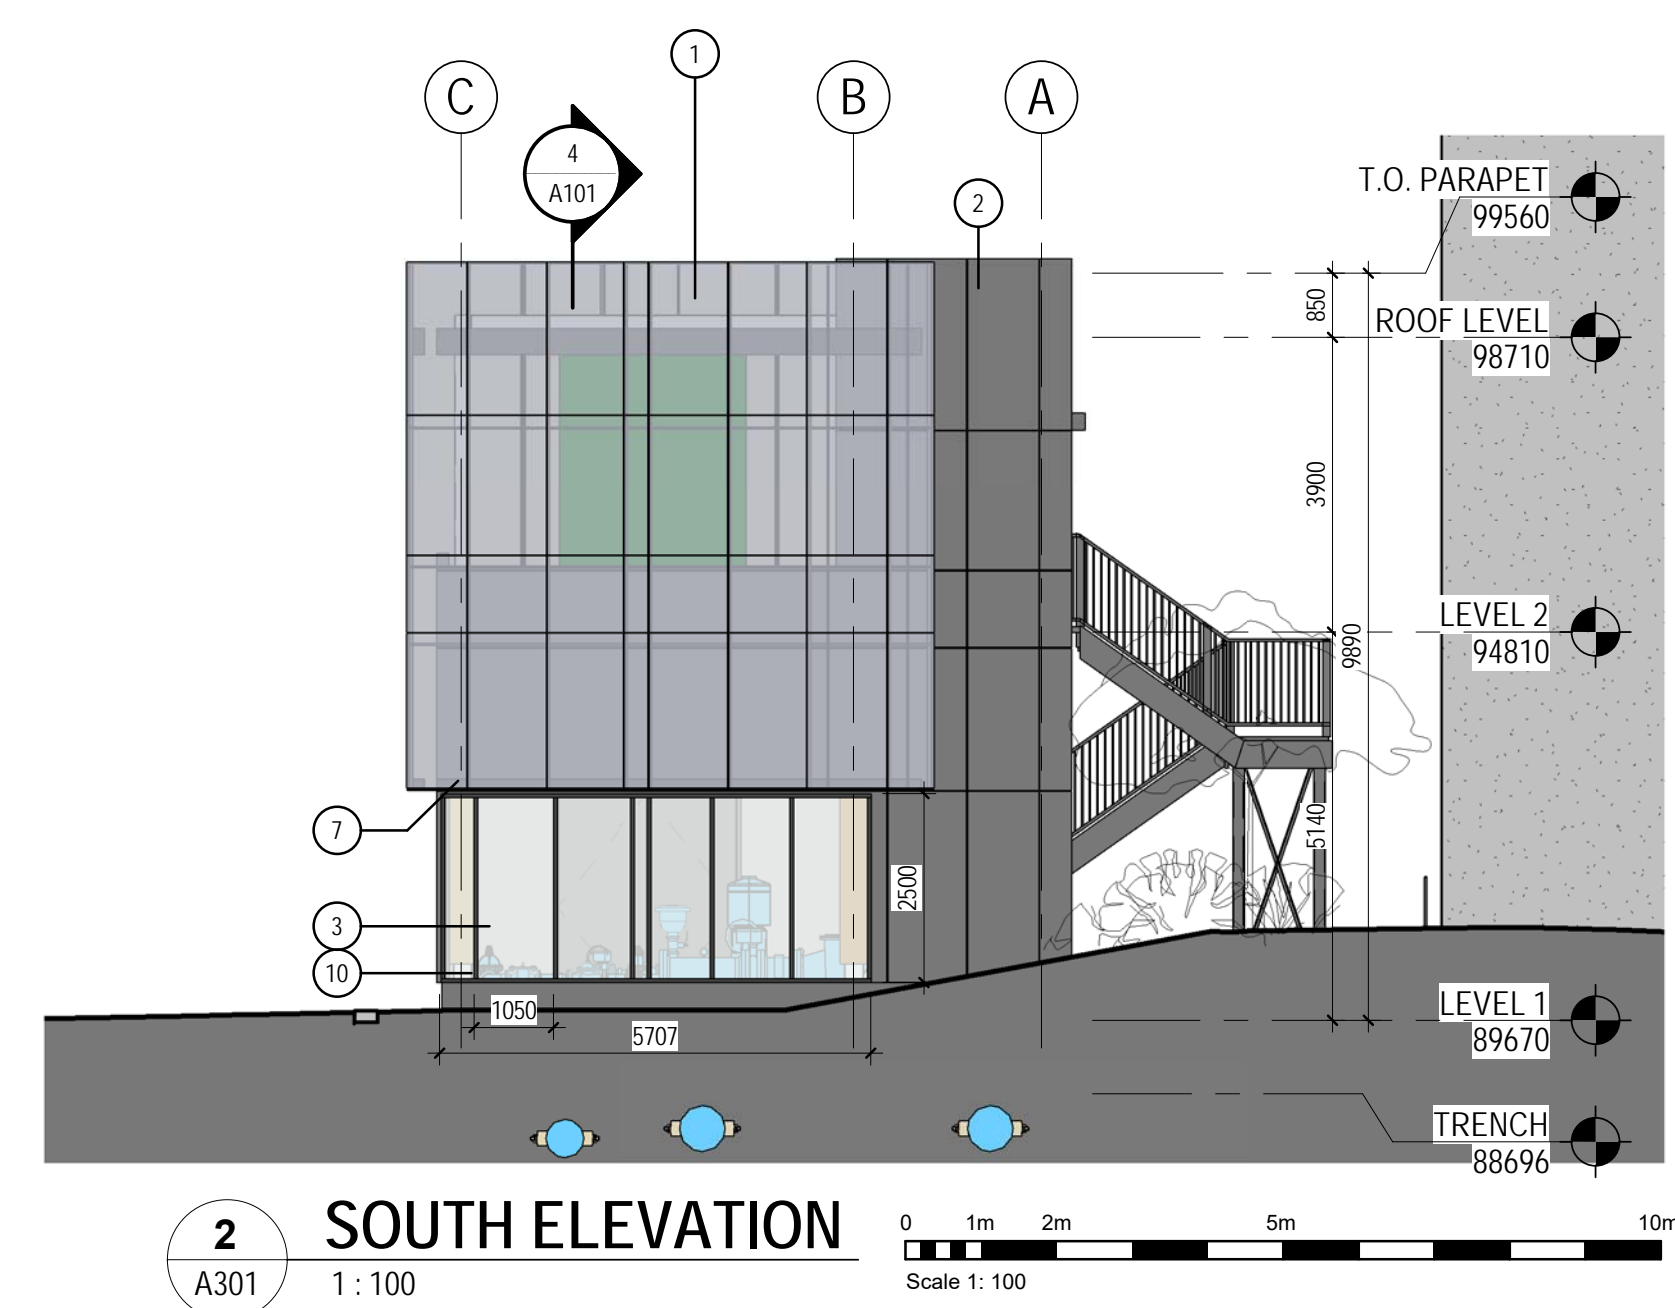 1
C
B
A
4
A101
2
T.O. PARAPET
99560
850
ROOF LEVEL
98710
3900
LEVEL 2
94810
9890
7
5140
2500
3
10
1050
5707
LEVEL 1
89670
TRENCH
88696
2
A301
SOUTH ELEVATION
1 : 100
0 1m 2m 5m 10m
Scale 1: 100